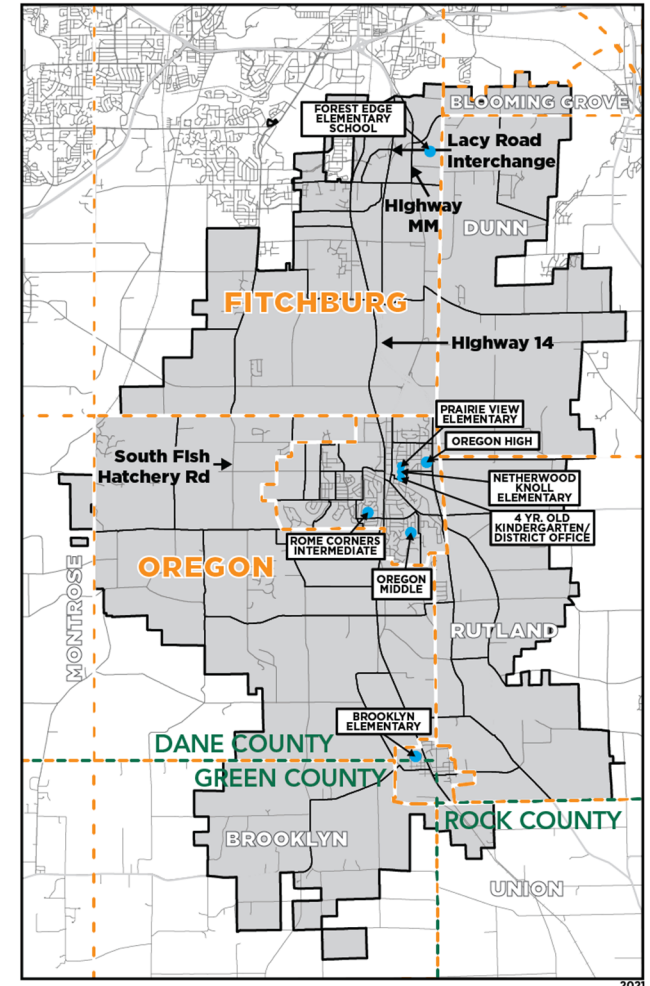 BLOOMING GROVE
FOREST EDGE
ELEMENTARY
SCHOOL
Lacy Road
Interchange
HIghway
MM
DUNN
FITCHBURG
HIghway 14
PRAIRIE VIEW
ELEMENTARY
OREGON HIGH
South FIsh
Hatchery Rd
NETHERWOOD
KNOLL
ELEMENTARY
4 YR. OLD
KINDERGARTEN/
DISTRICT OFFICE
ROME CORNERS
INTERMEDIATE
OREGON
OREGON
MIDDLE
MONTROSE
RUTLAND
BROOKLYN
ELEMENTARY
DANE COUNTY
GREEN COUNTY
ROCK COUNTY
BROOKLYN
UNION
2021